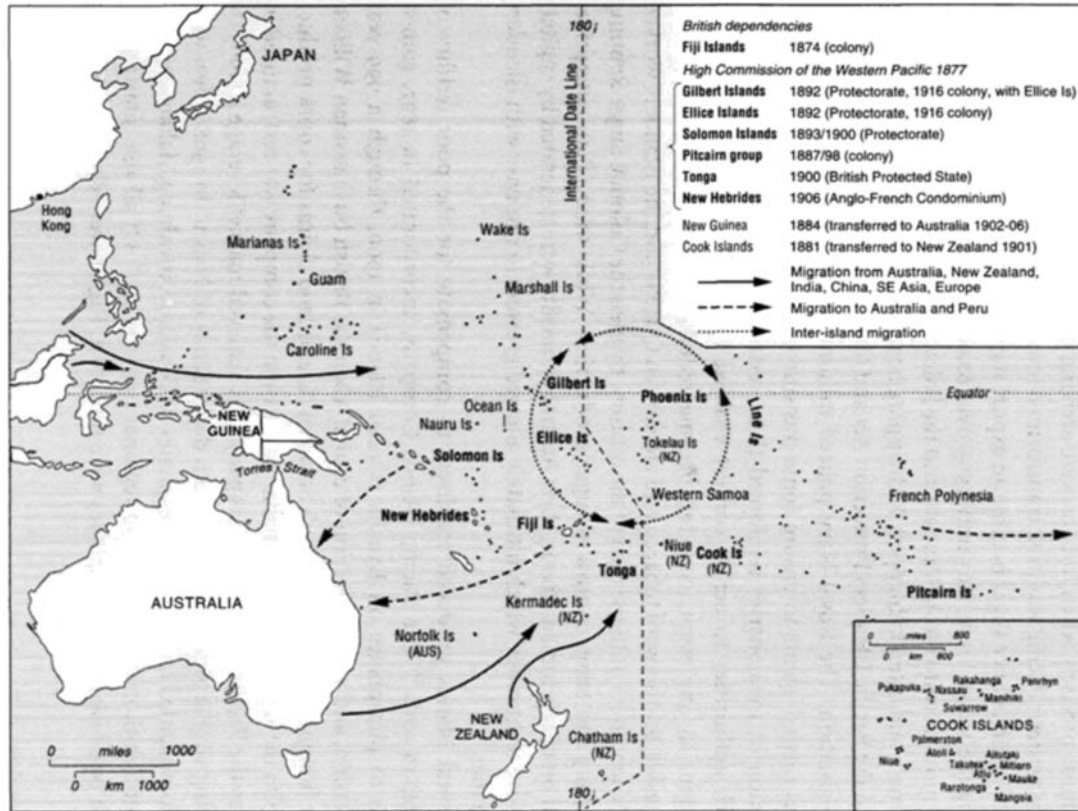 British dependencies
Fiji Islands 1874 (colony)
High Commission of the Western Pacific 1877
Gilbert Islands 1892 (Protectorate, 1916 colony, with Ellice Is)
Ellice Islands 1892 (Protectorate, 1916 colony)
Solomon Islands 1893/1900 (Protectorate)
Pitcairn group 1887/98 (colony)
Tonga 1900 (British Protected State)
New Hebrides 1906 (Anglo-French Condominium)
New Guinea 1884 (transferred to Australia 1902-06)
Cook Islands 1881 (transferred to New Zealand 1901)
Migration from Australia, New Zealand,
India, China, SE Asia, Europe
Migration to Australia and Peru
Inter-island migration
180
JAPAN
International Date Line
Hong
Kong
Marianas Is
Wake Is
Guam
Marshall Is
Caroline Is
Gilbert Is
Equator
Phoenix Is
Line Is
Ocean Is
NEW
GUINEA
Nauru Is
Ellice Is
Tokelau Is
(NZ)
Solomon Is
Torres Strait
Western Samoa
French Polynesia
New Hebrides
Fiji Is
Niue
(NZ)
Cook Is
(NZ)
Tonga
Pitcairn Is
AUSTRALIA
Kermadec Is
(NZ)
Norfolk Is
(AUS)
NEW
ZEALAND
Chatham Is
(NZ)
0 miles 1000
0 km 1000
180
0 miles 800
0 km 800
Rakahanga
Penrhyn
Pukapuka
Nassau
Manihiki
Suwarrow
COOK ISLANDS
Palmerston
Atoll
Aitutaki
Niue
Takutea
Mitiaro
Atiu
Mauke
Rarotonga
Mangaia